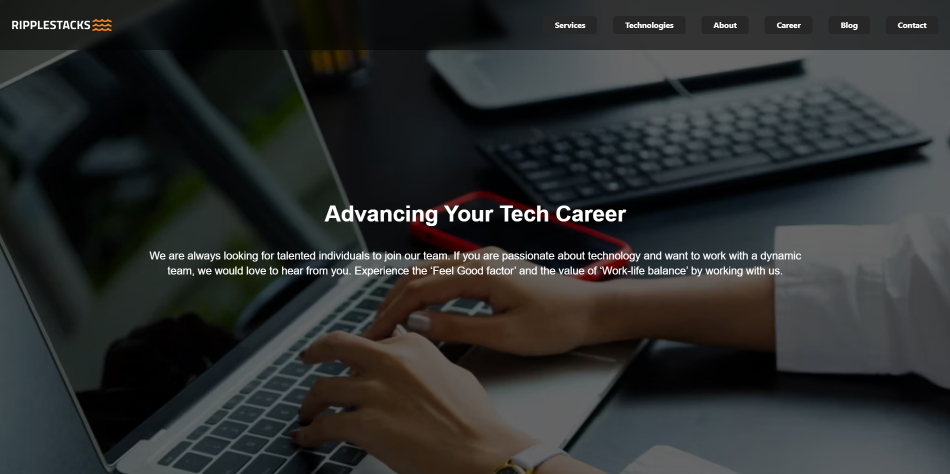 RIPPLESTACKS
Services
Technologies
About
Career
Blog
Contact
Advancing Your Tech Career
We are always looking for talented individuals to join our team. If you are passionate about technology and want to work with a dynamic
team, we would love to hear from you. Experience the ‘Feel Good factor’ and the value of ‘Work-life balance’ by working with us.